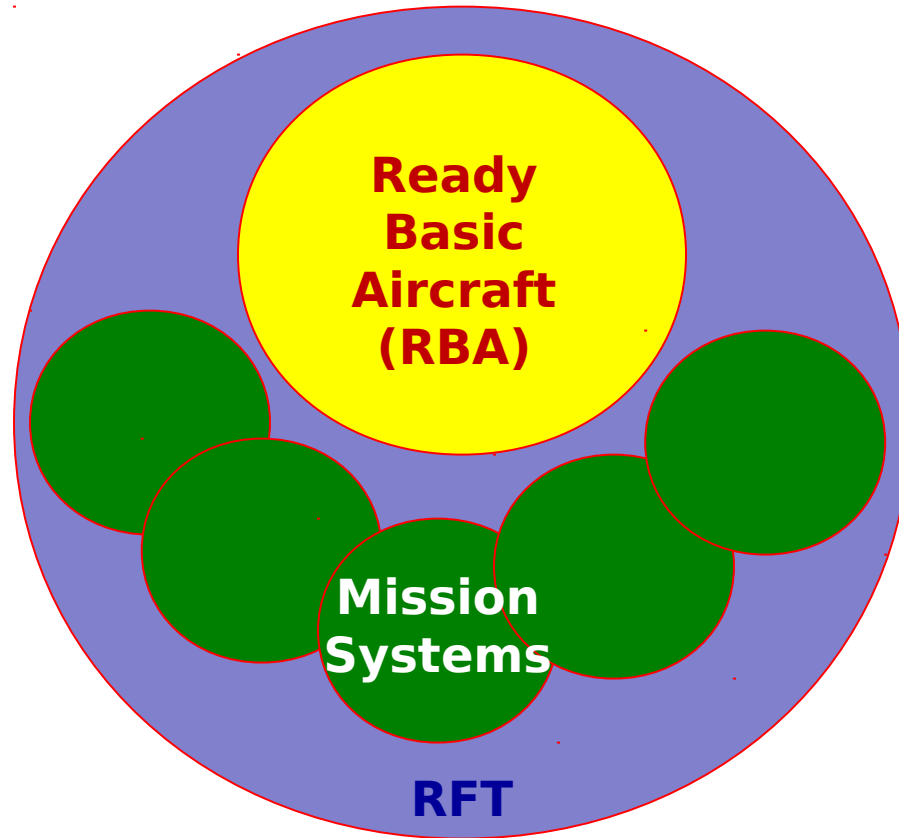 Ready
Basic
Aircraft
(RBA)
Mission
Systems
RFT